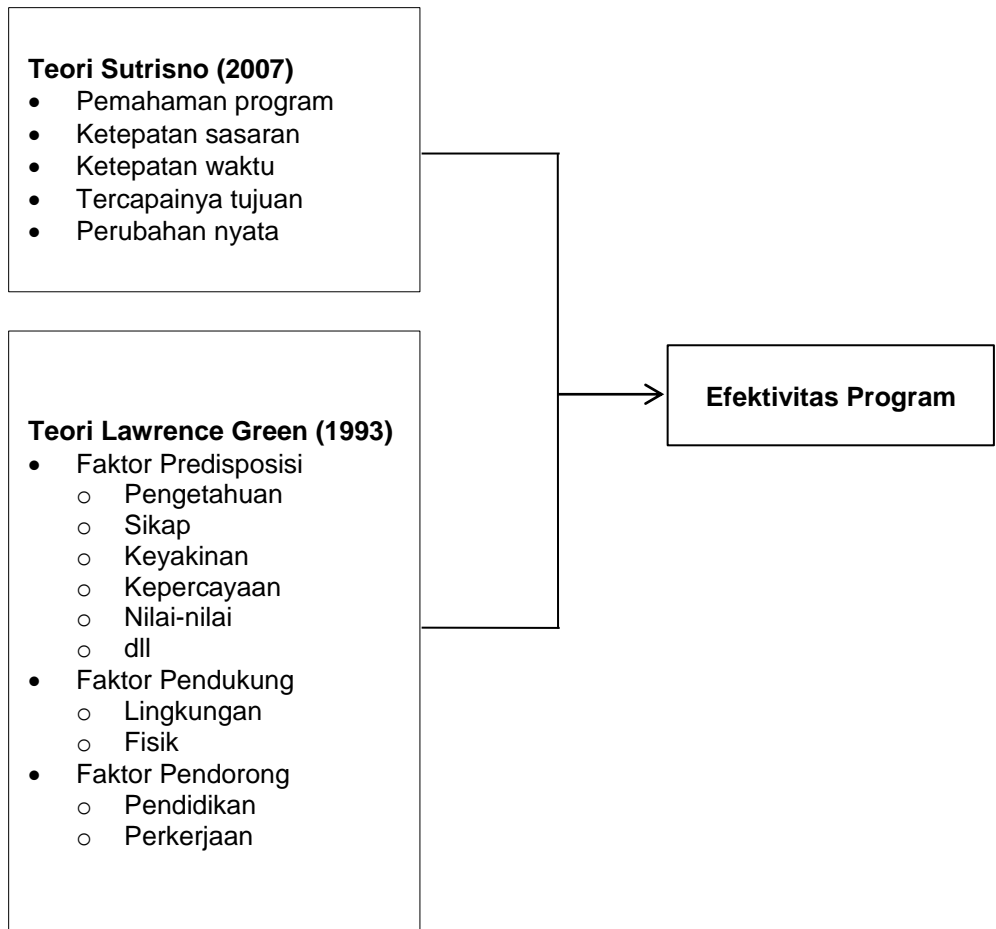 Teori Sutrisno (2007)
• Pemahaman program
• Ketepatan sasaran
• Ketepatan waktu
• Tercapainya tujuan
• Perubahan nyata
Teori Lawrence Green (1993)
• Faktor Predisposisi
o Pengetahuan
o Sikap
o Keyakinan
o Kepercayaan
o Nilai-nilai
o dll
• Faktor Pendukung
o Lingkungan
o Fisik
• Faktor Pendorong
o Pendidikan
o Perkerjaan
Efektivitas Program